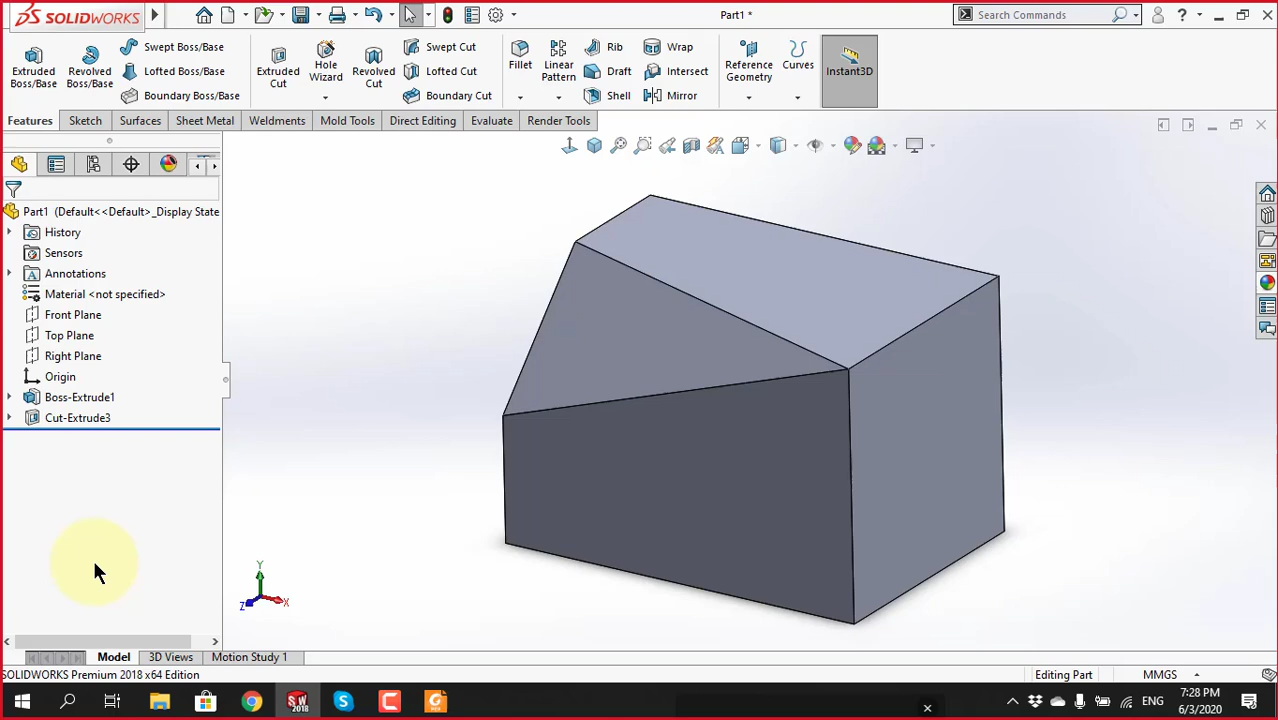 SOLIDWORKS
Part1 *
Search Commands
?
Extruded Boss/Base
Revolved Boss/Base
Swept Boss/Base
Lofted Boss/Base
Boundary Boss/Base
Extruded Cut
Hole Wizard
Revolved Cut
Swept Cut
Lofted Cut
Boundary Cut
Fillet
Linear Pattern
Rib
Draft
Shell
Wrap
Intersect
Mirror
Reference Geometry
Curves
Instant3D
Features
Sketch
Surfaces
Sheet Metal
Weldments
Mold Tools
Direct Editing
Evaluate
Render Tools
Part1 (Default<<Default>_Display State
History
Sensors
Annotations
Material <not specified>
Front Plane
Top Plane
Right Plane
Origin
Boss-Extrude1
Cut-Extrude3
Y
Z
X
Model
3D Views
Motion Study 1
SOLIDWORKS Premium 2018 x64 Edition
Editing Part
MMGS
SW
2018
ENG
7:28 PM
6/3/2020